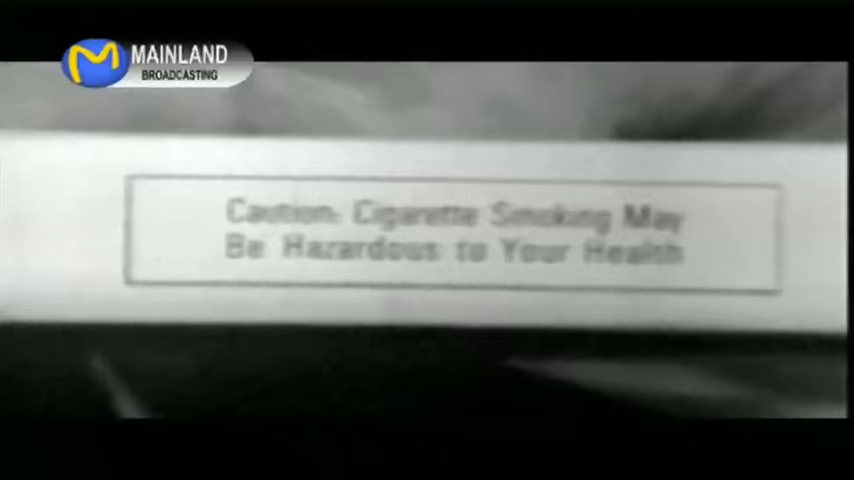 MAINLAND
BROADCASTING
Caution: Cigarette Smoking May
Be Hazardous to Your Health